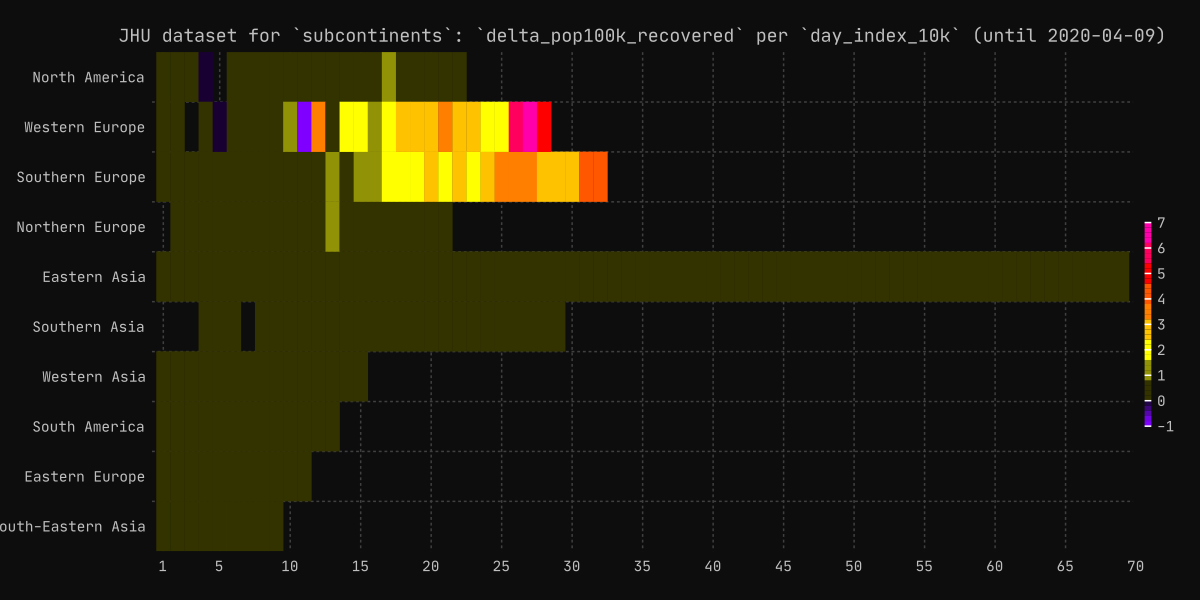 JHU dataset for `subcontinents`: `delta_pop100k_recovered` per `day_index_10k` (until 2020-04-09)
North America
Western Europe
Southern Europe
Northern Europe
Eastern Asia
Southern Asia
Western Asia
South America
Eastern Europe
outh-Eastern Asia
1 5 10 15 20 25 30 35 40 45 50 55 60 65 70
7
6
5
4
3
2
1
0
-1